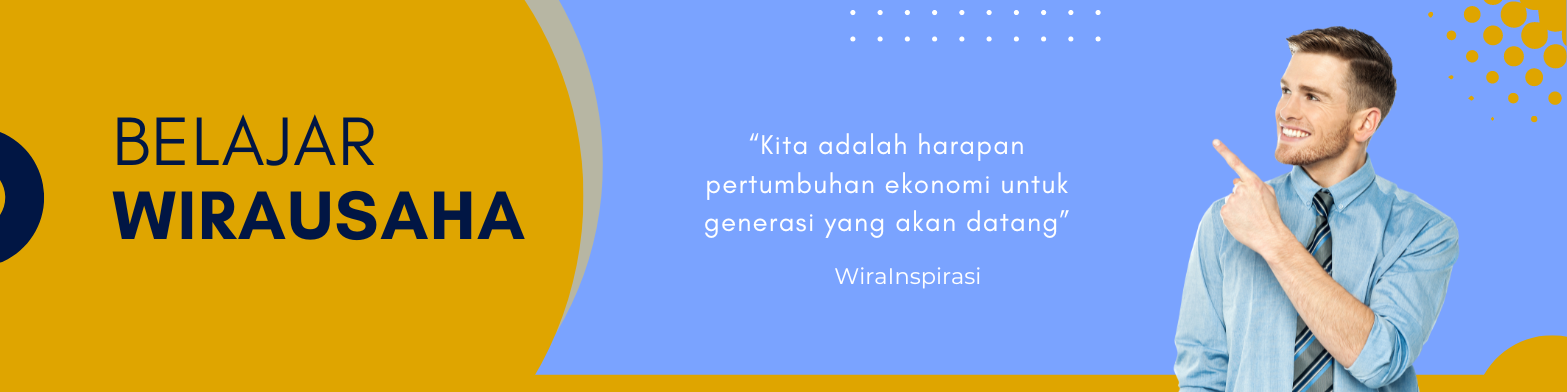 BELAJAR
WIRAUSAHA
“Kita adalah harapan
pertumbuhan ekonomi untuk
generasi yang akan datang”
WiraInspirasi